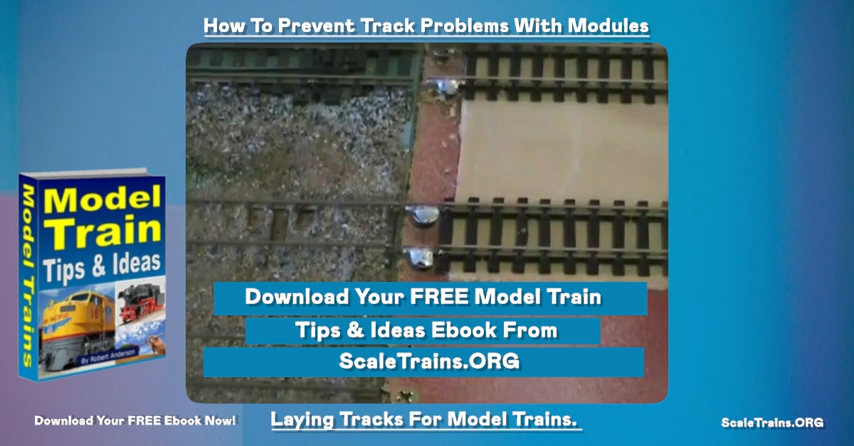 How To Prevent Track Problems With Modules
Model
Train
Tips & Ideas
Model Trains
By Robert Anderson
Download Your FREE Model Train
Tips & Ideas Ebook From
ScaleTrains.ORG
Download Your FREE Ebook Now!
Laying Tracks For Model Trains.
ScaleTrains.ORG